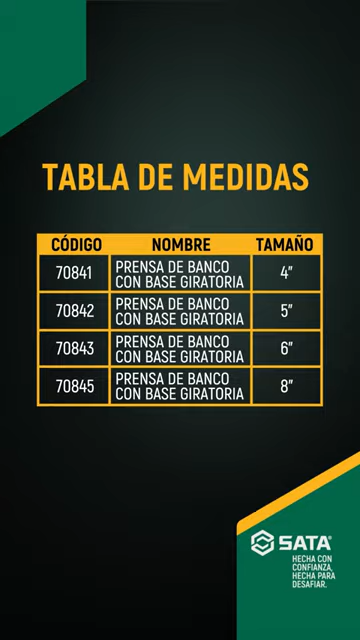 TABLA DE MEDIDAS
CÓDIGO NOMBRE TAMAÑO
70841 PRENSA DE BANCO CON BASE GIRATORIA 4"
70842 PRENSA DE BANCO CON BASE GIRATORIA 5"
70843 PRENSA DE BANCO CON BASE GIRATORIA 6"
70845 PRENSA DE BANCO CON BASE GIRATORIA 8"
SATA®
HECHA CON
CONFIANZA,
HECHA PARA
DESAFIAR.